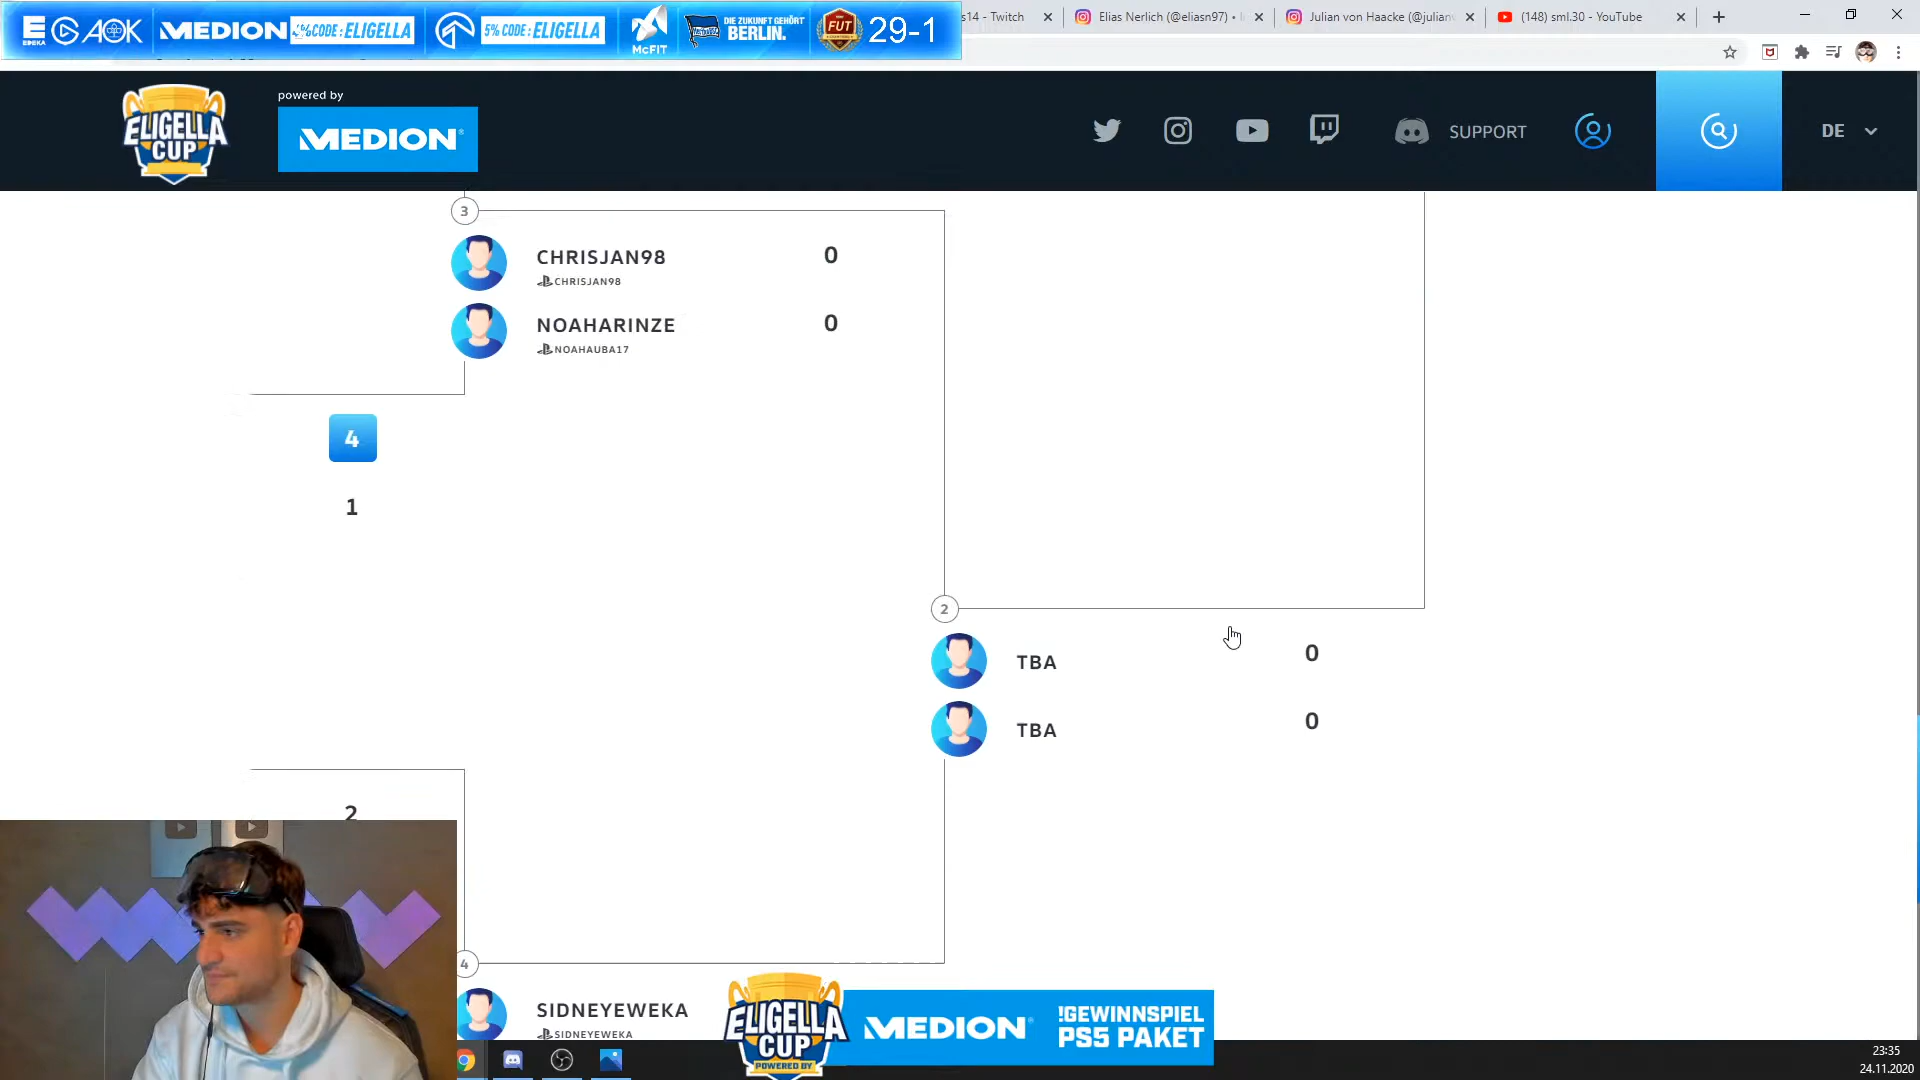 EDEKA
AOK
MEDION
%CODE: ELIGELLA
5% CODE: ELIGELLA
McFIT
DIE ZUKUNFT GEHÖRT
BERLIN.
FUT
29-1
s14 - Twitch
Elias Nerlich (@eliasn97) •
Julian von Haacke (@julian
(148) sml.30 - YouTube
ELIGELLA
CUP
powered by
MEDION
SUPPORT
DE
3
CHRISJAN98
0
CHRISJAN98
NOAHARINZE
0
NOAHAUBA17
4
1
2
TBA
0
TBA
0
2
4
SIDNEYEWEKA
SIDNEYEWEKA
ELIGELLA
CUP
POWERED BY
MEDION
!GEWINNSPIEL
PS5 PAKET
23:35
24.11.2020